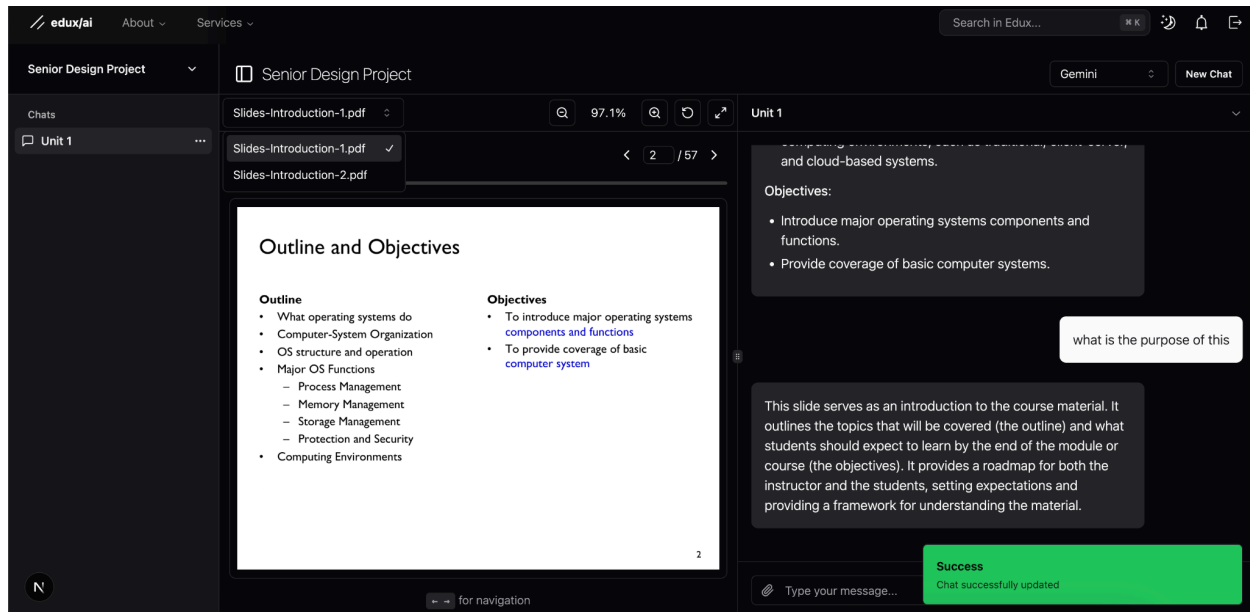 edux/ai
About
Services
Search in Edux...
⌘ K
Senior Design Project
Senior Design Project
Gemini
New Chat
Chats
Unit 1
Slides-Introduction-1.pdf
97.1%
Slides-Introduction-1.pdf
Slides-Introduction-2.pdf
2 / 57
Outline and Objectives
Outline
• What operating systems do
• Computer-System Organization
• OS structure and operation
• Major OS Functions
– Process Management
– Memory Management
– Storage Management
– Protection and Security
• Computing Environments
Objectives
• To introduce major operating systems
components and functions
• To provide coverage of basic
computer system
2
← → for navigation
Unit 1
computing environments, such as traditional, client-server,
and cloud-based systems.
Objectives:
• Introduce major operating systems components and
functions.
• Provide coverage of basic computer systems.
what is the purpose of this
This slide serves as an introduction to the course material. It
outlines the topics that will be covered (the outline) and what
students should expect to learn by the end of the module or
course (the objectives). It provides a roadmap for both the
instructor and the students, setting expectations and
providing a framework for understanding the material.
Type your message...
Success
Chat successfully updated
N